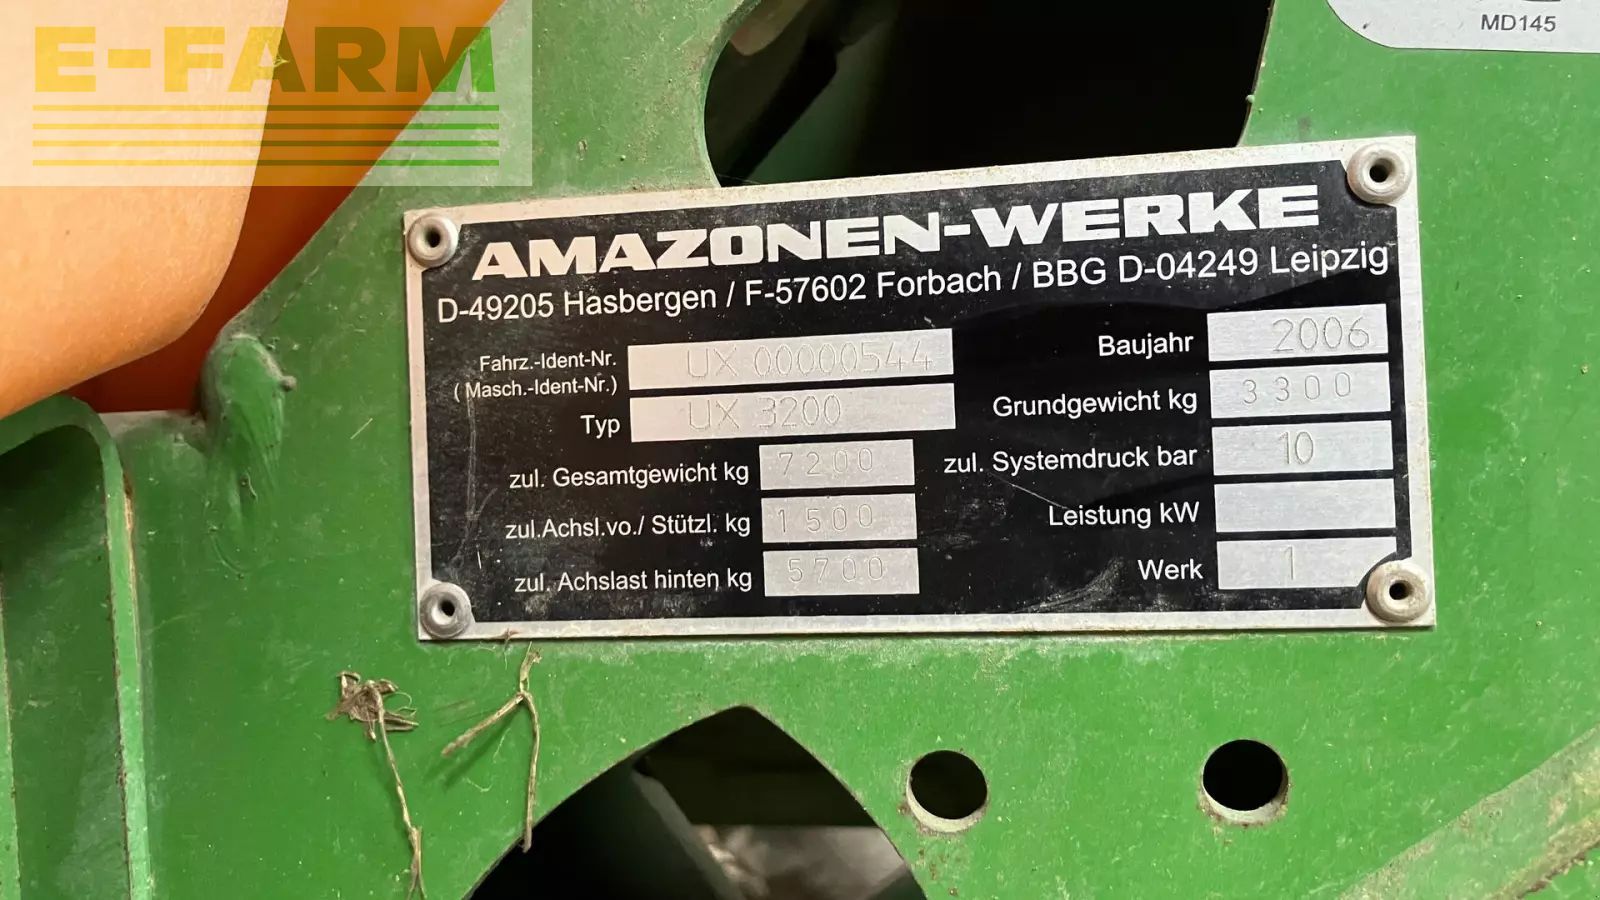 E-FARM
MD145
AMAZONEN-WERKE
D-49205 Hasbergen / F-57602 Forbach / BBG D-04249 Leipzig
Fahrz.-Ident-Nr.
(Masch.-Ident-Nr.) UX 00000544
Typ UX 3200
zul. Gesamtgewicht kg 7200
zul.Achsl.vo./ Stützl. kg 1500
zul. Achslast hinten kg 5700
Baujahr 2006
Grundgewicht kg 3300
zul. Systemdruck bar 10
Leistung kW
Werk 1